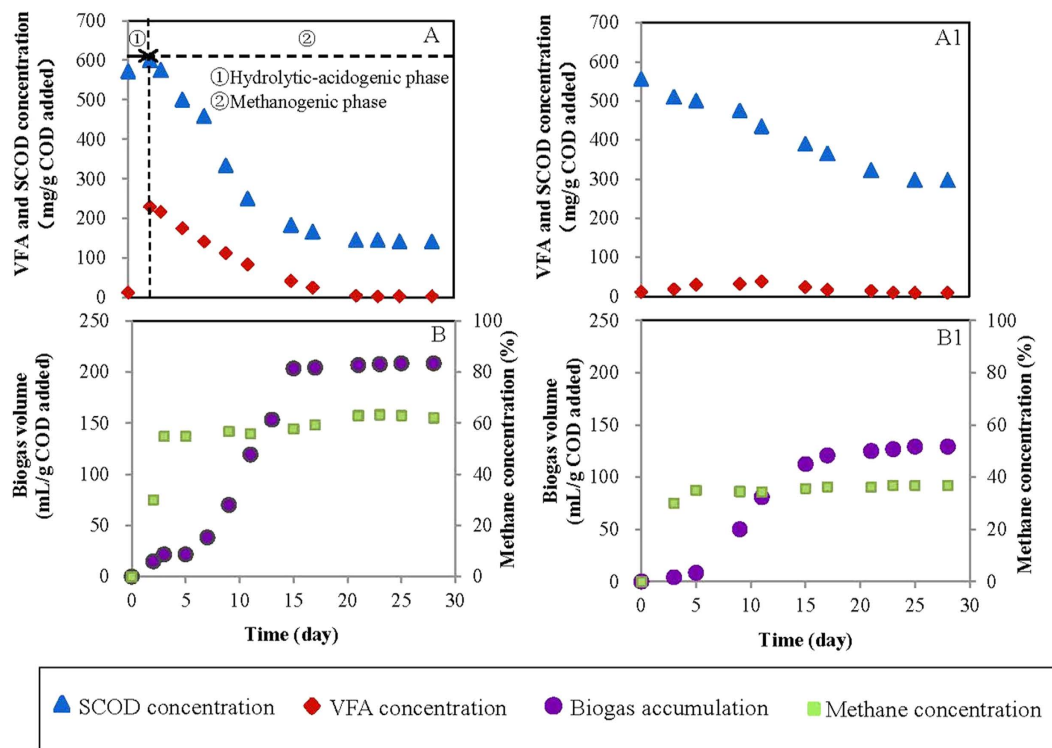 700
600
500
400
300
200
100
0
VFA and SCOD concentration
(mg/g COD added)
① ② A
①Hydrolytic-acidogenic phase
②Methanogenic phase
700
600
500
400
300
200
100
0
VFA and SCOD concentration
(mg/g COD added)
A1
250
200
150
100
50
0
Biogas volume
(mL/g COD added)
B
100
80
60
40
20
0
Methane concentration (%)
0 5 10 15 20 25 30
Time (day)
250
200
150
100
50
0
Biogas volume
(mL/g COD added)
B1
100
80
60
40
20
0
Methane concentration (%)
0 5 10 15 20 25 30
Time (day)
SCOD concentration VFA concentration Biogas accumulation Methane concentration